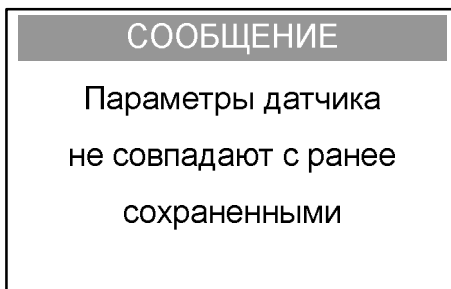 СООБЩЕНИЕ
Параметры датчика
не совпадают с ранее
сохраненными